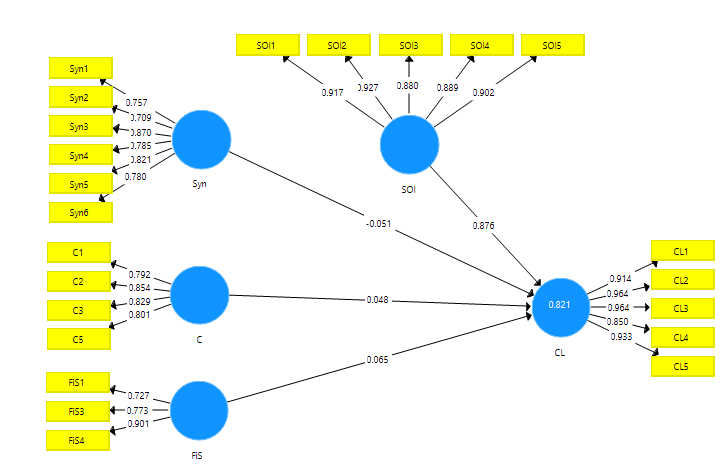 SOI1 SOI2 SOI3 SOI4 SOI5
0.917 0.927 0.880 0.889 0.902
SOI
Syn1
Syn2
Syn3
Syn4
Syn5
Syn6
0.757
0.709
0.870
0.785
0.821
0.780
Syn
-0.051
0.876
C1
C2
C3
C5
0.792
0.854
0.829
0.801
C
0.048
FiS1
FiS3
FiS4
0.727
0.773
0.901
FiS
0.065
0.821
CL
0.914
0.964
0.964
0.850
0.933
CL1
CL2
CL3
CL4
CL5